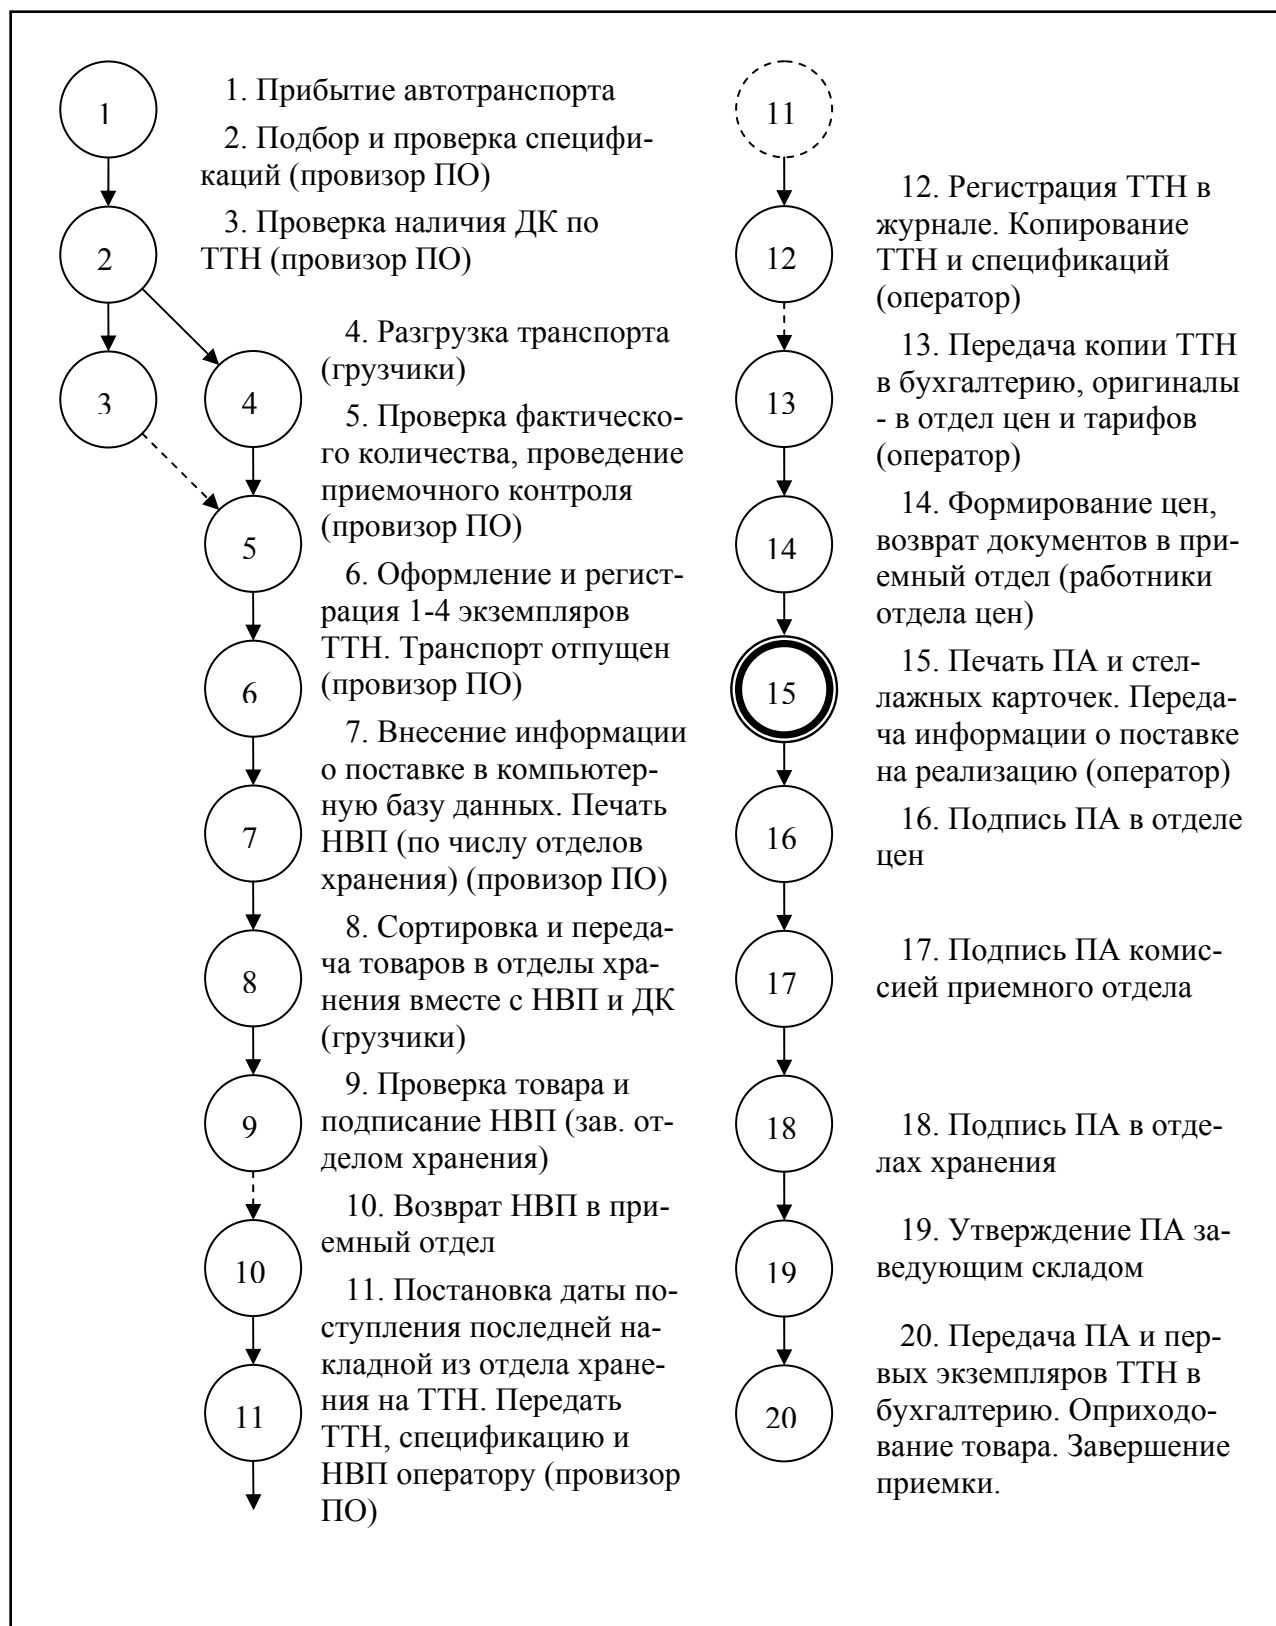 1
1. Прибытие автотранспорта
2. Подбор и проверка специфи-
каций (провизор ПО)
2
3. Проверка наличия ДК по
ТТН (провизор ПО)
3
4
4. Разгрузка транспорта
(грузчики)
5. Проверка фактическо-
го количества, проведение
приемочного контроля
(провизор ПО)
5
6. Оформление и регист-
рация 1-4 экземпляров
ТТН. Транспорт отпущен
(провизор ПО)
6
7. Внесение информации
о поставке в компьютер-
ную базу данных. Печать
НВП (по числу отделов
хранения) (провизор ПО)
7
8. Сортировка и переда-
ча товаров в отделы хра-
нения вместе с НВП и ДК
(грузчики)
8
9. Проверка товара и
подписание НВП (зав. от-
делом хранения)
9
10. Возврат НВП в при-
емный отдел
10
11. Постановка даты по-
ступления последней на-
кладной из отдела хране-
ния на ТТН. Передать
ТТН, спецификацию и
НВП оператору (провизор
ПО)
11
11
12. Регистрация ТТН в
журнале. Копирование
ТТН и спецификаций
(оператор)
12
13. Передача копии ТТН
в бухгалтерию, оригиналы
- в отдел цен и тарифов
(оператор)
13
14. Формирование цен,
возврат документов в при-
емный отдел (работники
отдела цен)
14
15. Печать ПА и стел-
лажных карточек. Переда-
ча информации о поставке
на реализацию (оператор)
15
16. Подпись ПА в отделе
цен
16
17. Подпись ПА комис-
сией приемного отдела
17
18. Подпись ПА в отде-
лах хранения
18
19. Утверждение ПА за-
ведующим складом
19
20. Передача ПА и пер-
вых экземпляров ТТН в
бухгалтерию. Оприходо-
вание товара. Завершение
приемки.
20